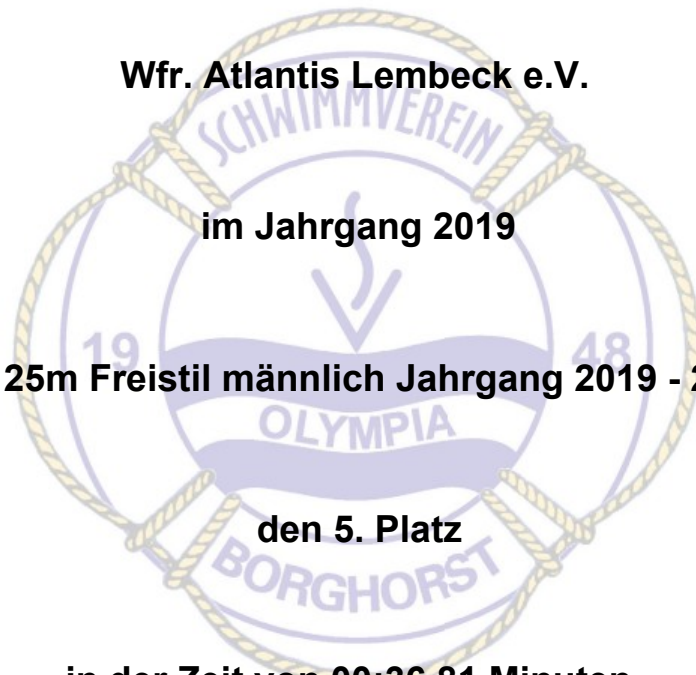 Wfr. Atlantis Lembeck e.V.
SCHWIMMVEREIN
im Jahrgang 2019
19 48
25m Freistil männlich Jahrgang 2019 -
OLYMPIA
den 5. Platz
BORGHORST
in der Zeit von 00:36,81 Minuten